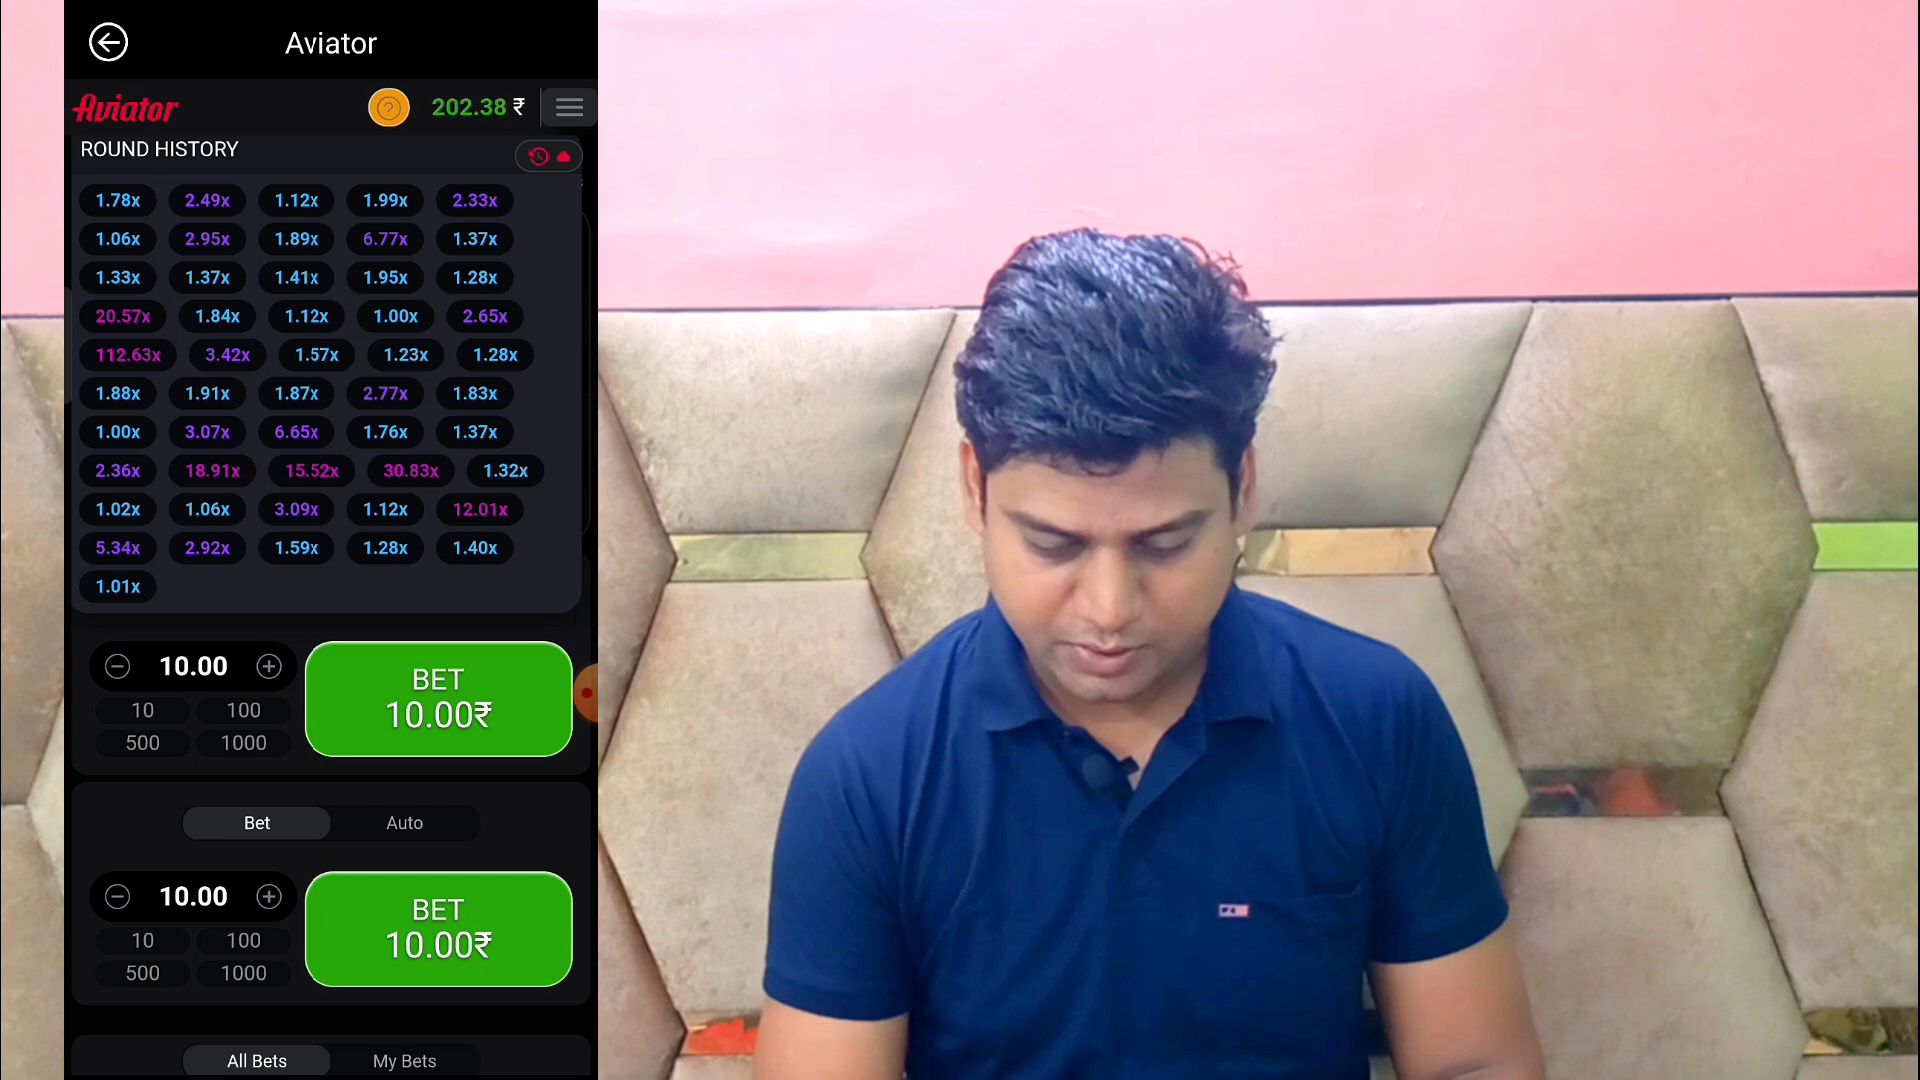 Aviator
Aviator ? 202.38 ₹
ROUND HISTORY
1.78x 2.49x 1.12x 1.99x 2.33x
1.06x 2.95x 1.89x 6.77x 1.37x
1.33x 1.37x 1.41x 1.95x 1.28x
20.57x 1.84x 1.12x 1.00x 2.65x
112.63x 3.42x 1.57x 1.23x 1.28x
1.88x 1.91x 1.87x 2.77x 1.83x
1.00x 3.07x 6.65x 1.76x 1.37x
2.36x 18.91x 15.52x 30.83x 1.32x
1.02x 1.06x 3.09x 1.12x 12.01x
5.34x 2.92x 1.59x 1.28x 1.40x
1.01x
10.00
10 100
500 1000
BET
10.00₹
Bet Auto
10.00
10 100
500 1000
BET
10.00₹
All Bets My Bets